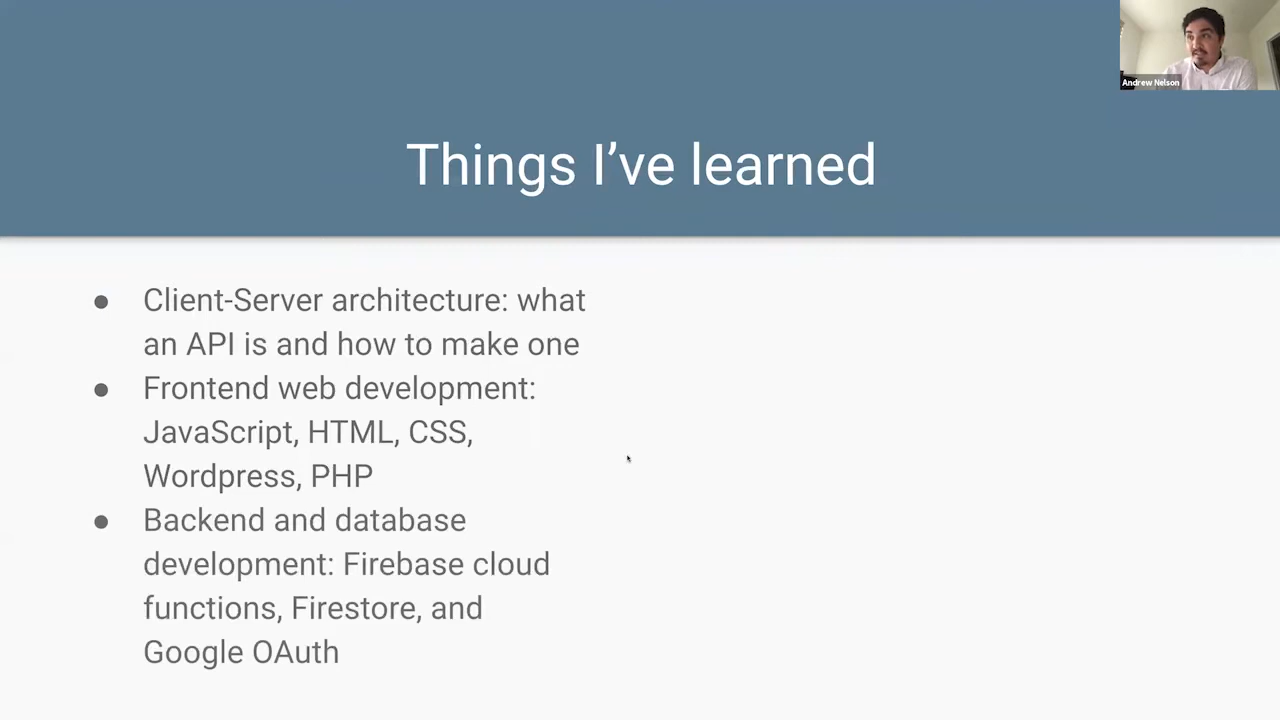 Andrew Nelson
Things I’ve learned
● Client-Server architecture: what
an API is and how to make one
● Frontend web development:
JavaScript, HTML, CSS,
Wordpress, PHP
● Backend and database
development: Firebase cloud
functions, Firestore, and
Google OAuth